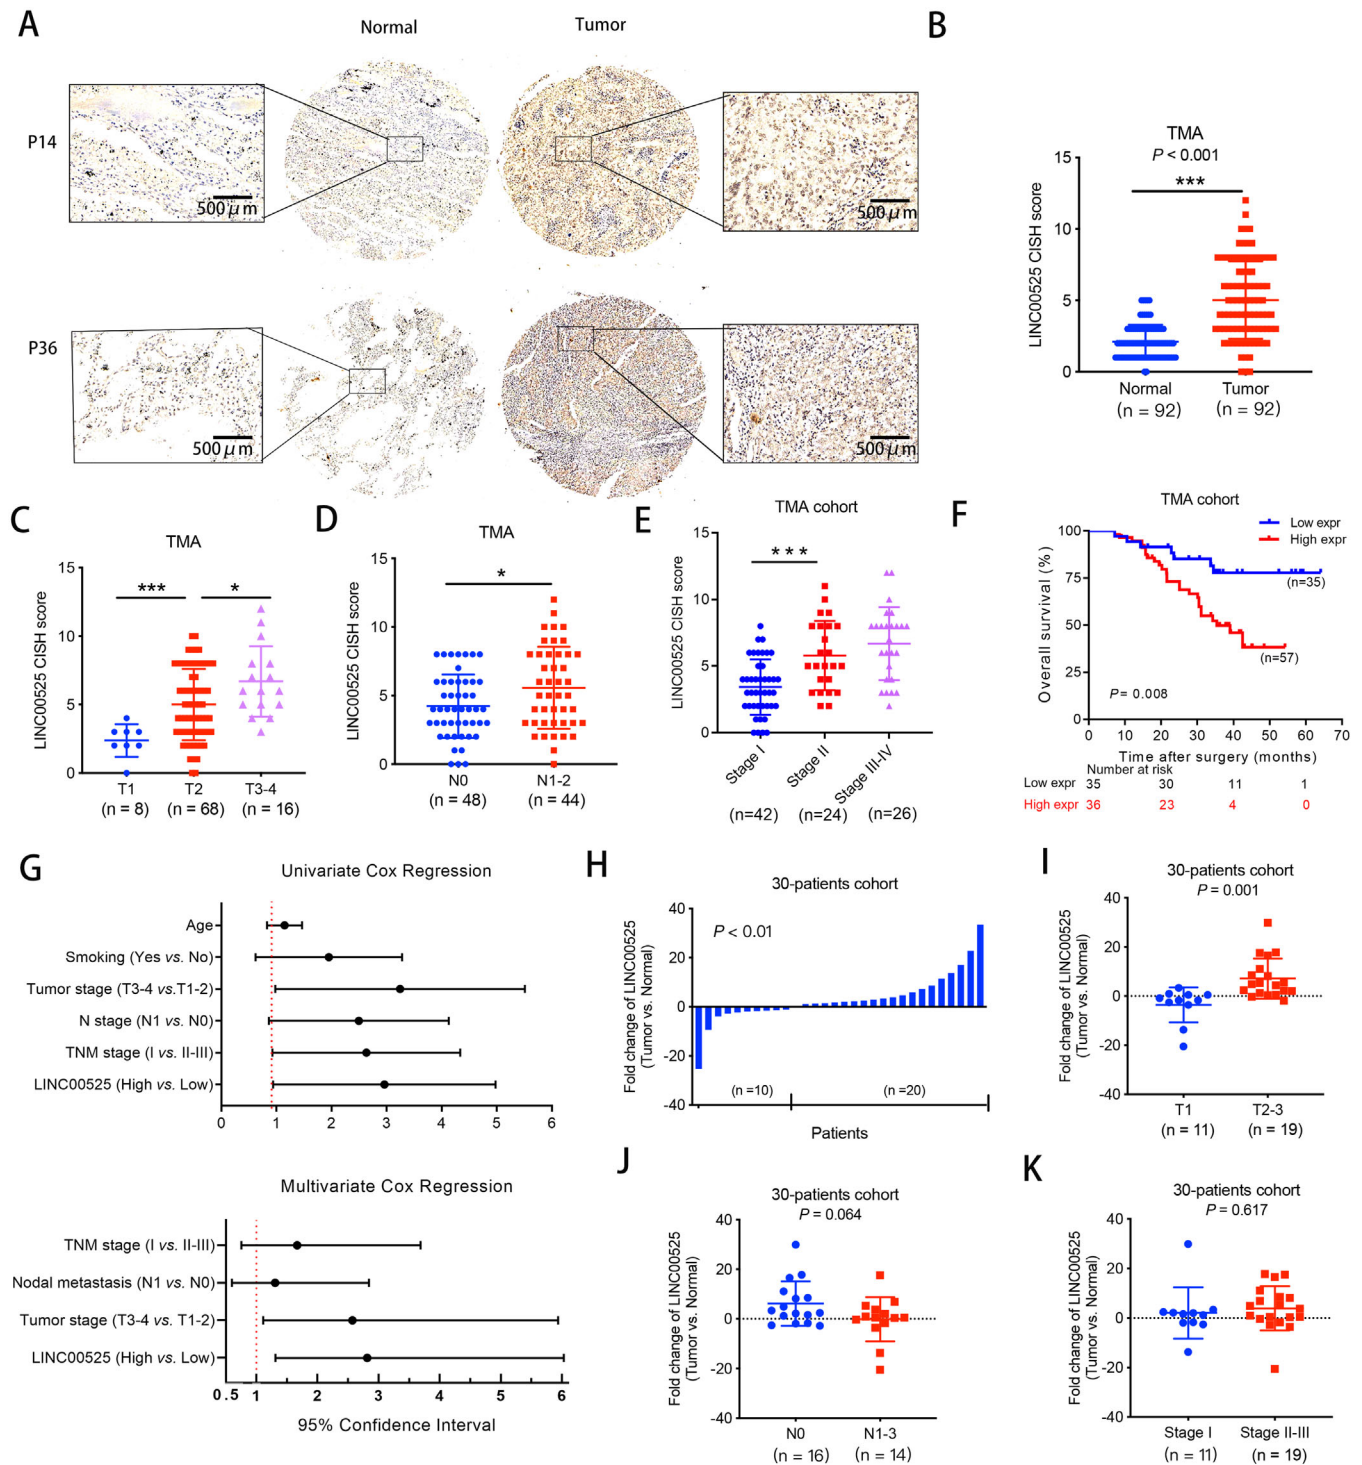 A
Normal
Tumor
P14
500μm
500μm
P36
500μm
500μm
B
TMA
P < 0.001
***
LINC00525 CISH score
15
10
5
0
Normal
Tumor
(n = 92)
(n = 92)
C
TMA
***
*
LINC00525 CISH score
15
10
5
0
T1
T2
T3-4
(n = 8)
(n = 68)
(n = 16)
D
TMA
*
LINC00525 CISH score
15
10
5
0
N0
N1-2
(n = 48)
(n = 44)
E
TMA cohort
***
LINC00525 CISH score
15
10
5
0
Stage I
Stage II
Stage III-IV
(n=42)
(n=24)
(n=26)
F
TMA cohort
Low expr
High expr
Overall survival (%)
100
75
50
25
0
(n=35)
(n=57)
P = 0.008
0 10 20 30 40 50 60 70
Time after surgery (months)
Number at risk
Low expr 35 30 11 1
High expr 36 23 4 0
G
Univariate Cox Regression
Age
Smoking (Yes vs. No)
Tumor stage (T3-4 vs.T1-2)
N stage (N1 vs. N0)
TNM stage (I vs. II-III)
LINC00525 (High vs. Low)
0 1 2 3 4 5 6
Multivariate Cox Regression
TNM stage (I vs. II-III)
Nodal metastasis (N1 vs. N0)
Tumor stage (T3-4 vs. T1-2)
LINC00525 (High vs. Low)
0.5 1 2 3 4 5 6
95% Confidence Interval
H
30-patients cohort
P < 0.01
Fold change of LINC00525
(Tumor vs. Normal)
40
20
0
-20
-40
(n =10)
(n =20)
Patients
I
30-patients cohort
P = 0.001
Fold change of LINC00525
(Tumor vs. Normal)
40
20
0
-20
-40
T1
T2-3
(n = 11)
(n = 19)
J
30-patients cohort
P = 0.064
Fold change of LINC00525
(Tumor vs. Normal)
40
20
0
-20
-40
N0
N1-3
(n = 16)
(n = 14)
K
30-patients cohort
P = 0.617
Fold change of LINC00525
(Tumor vs. Normal)
40
20
0
-20
-40
Stage I
Stage II-III
(n = 11)
(n = 19)